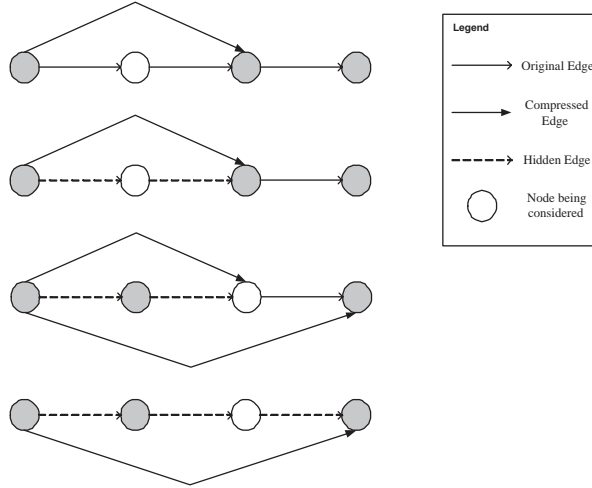 Legend
Original Edge
Compressed
Edge
Hidden Edge
Node being
considered